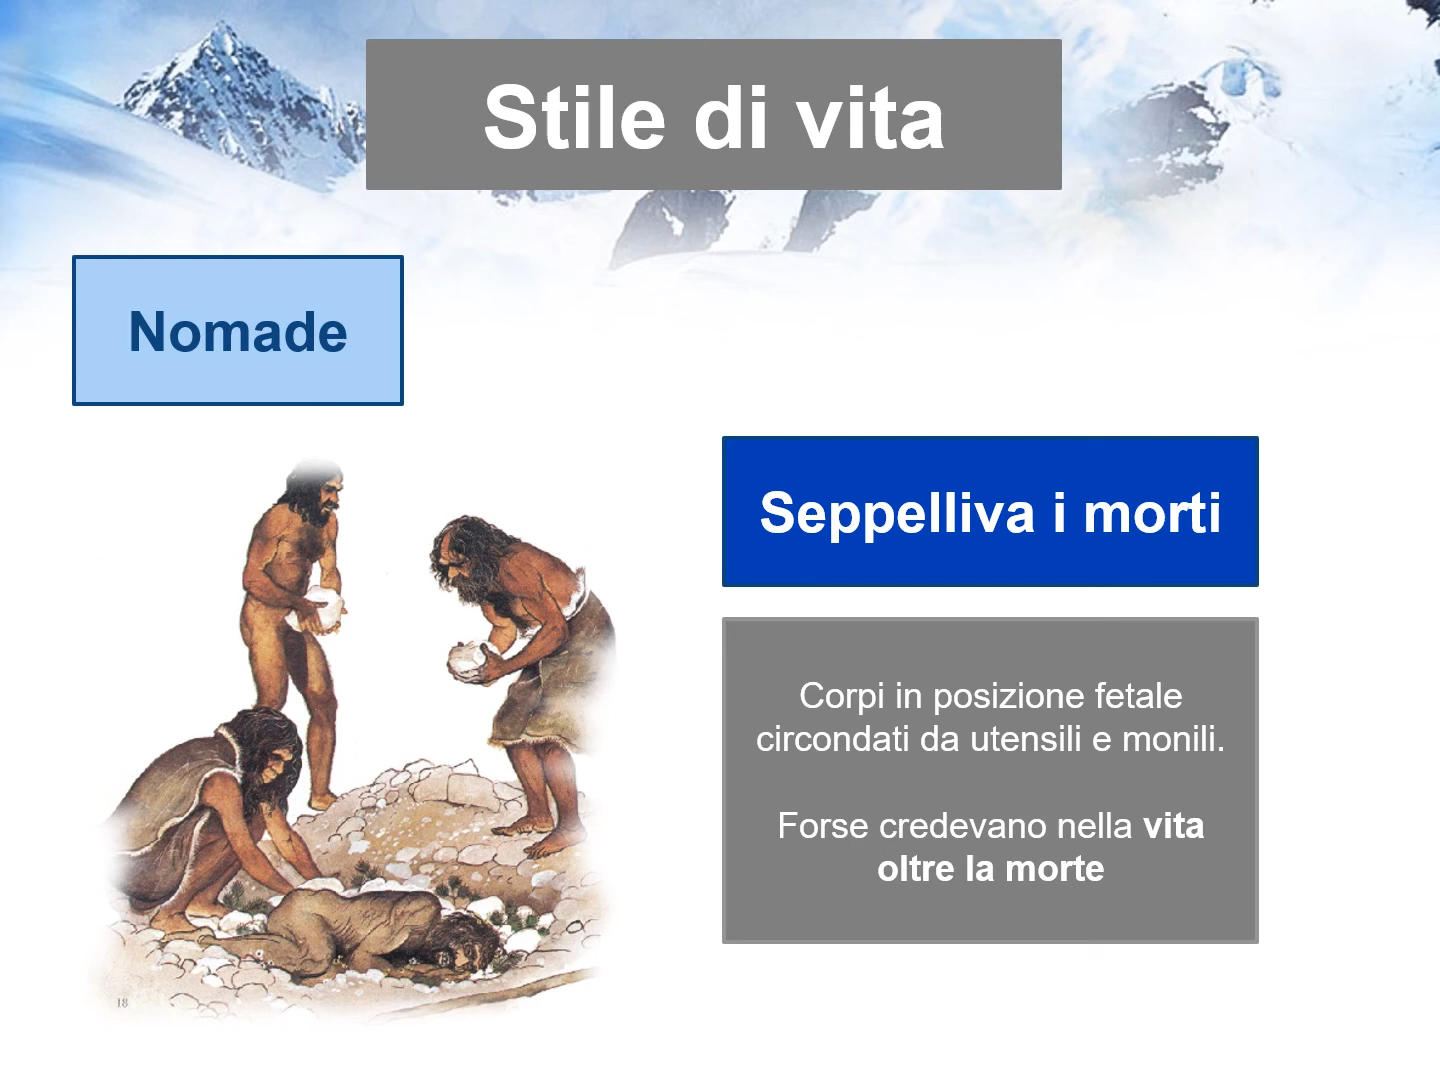 Stile di vita
Nomade
Seppelliva i morti
Corpi in posizione fetale
circondati da utensili e monili.
Forse credevano nella vita
oltre la morte
18